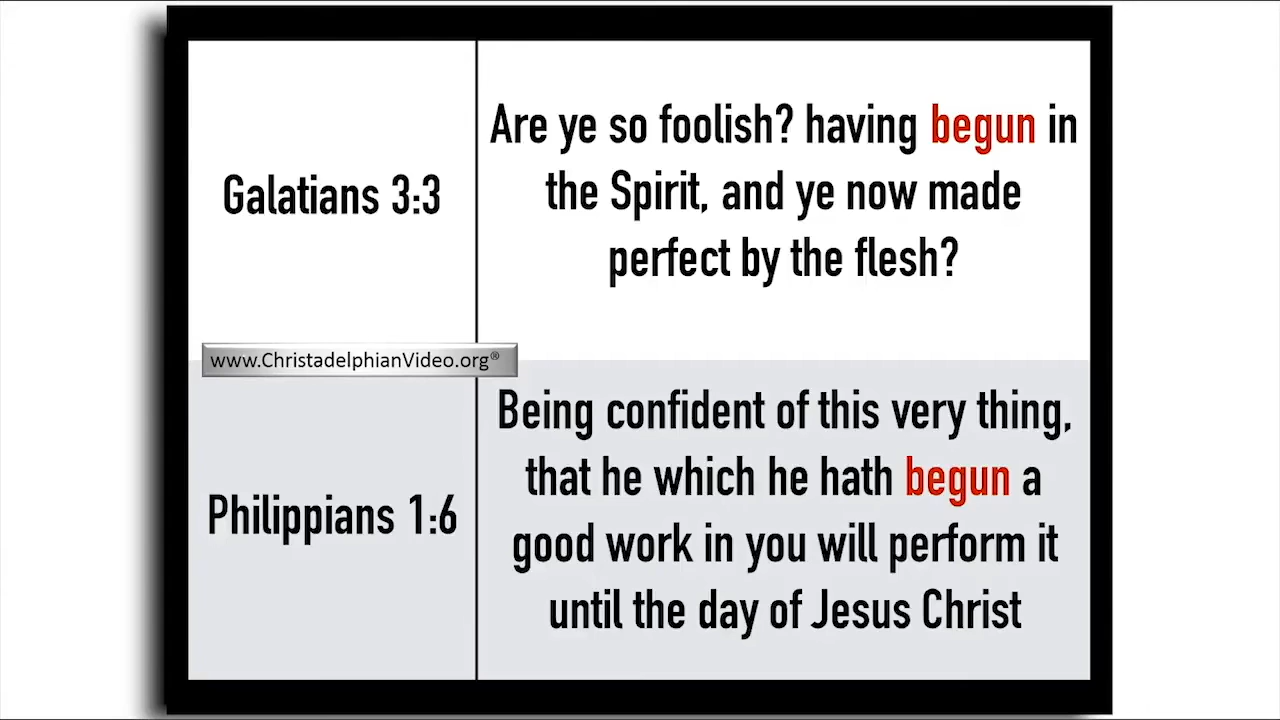 Galatians 3:3
Are ye so foolish? having begun in
the Spirit, and ye now made
perfect by the flesh?
www.ChristadelphianVideo.org®
Philippians 1:6
Being confident of this very thing,
that he which he hath begun a
good work in you will perform it
until the day of Jesus Christ